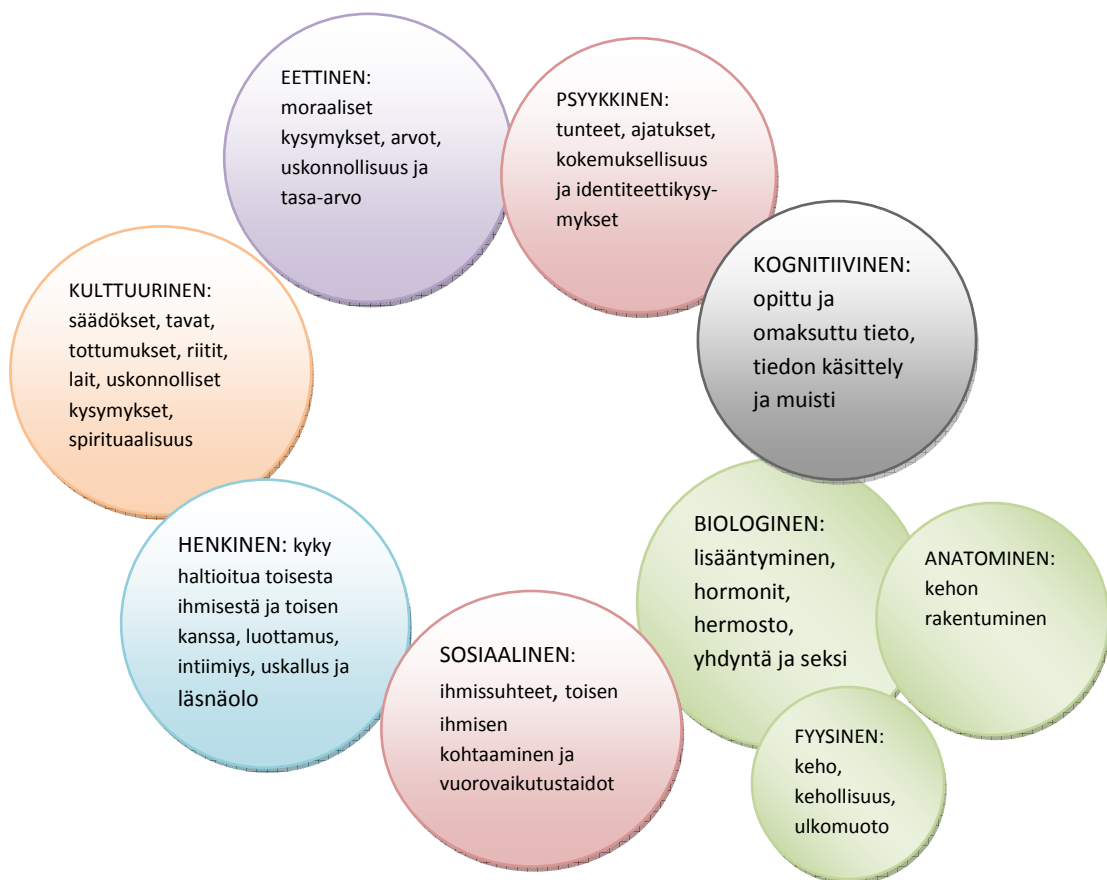 EETTINEN:
moraaliset
kysymykset, arvot,
uskonnollisuus ja
tasa-arvo
PSYYKKINEN:
tunteet, ajatukset,
kokemuksellisuus
ja identiteettikysy-
mykset
KOGNITIIVINEN:
opittu ja
omaksuttu tieto,
tiedon käsittely
ja muisti
KULTTUURINEN:
säädökset, tavat,
tottumukset, riitit,
lait, uskonnolliset
kysymykset,
spirituaalisuus
HENKINEN: kyky
haltioitua toisesta
ihmisestä ja toisen
kanssa, luottamus,
intiimiys, uskallus ja
läsnäolo
SOSIAALINEN:
ihmissuhteet, toisen
ihmisen
kohtaaminen ja
vuorovaikutustaidot
BIOLOGINEN:
lisääntyminen,
hormonit,
hermosto,
yhdyntä ja seksi
ANATOMINEN:
kehon
rakentuminen
FYYSINEN:
keho,
kehollisuus,
ulkomuoto